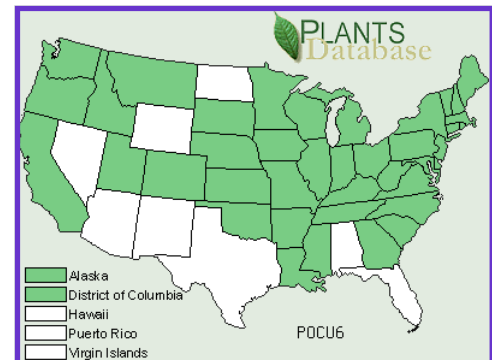 PLANTS
Database
Alaska
District of Columbia
Hawaii
Puerto Rico
Virgin Islands
POCU6